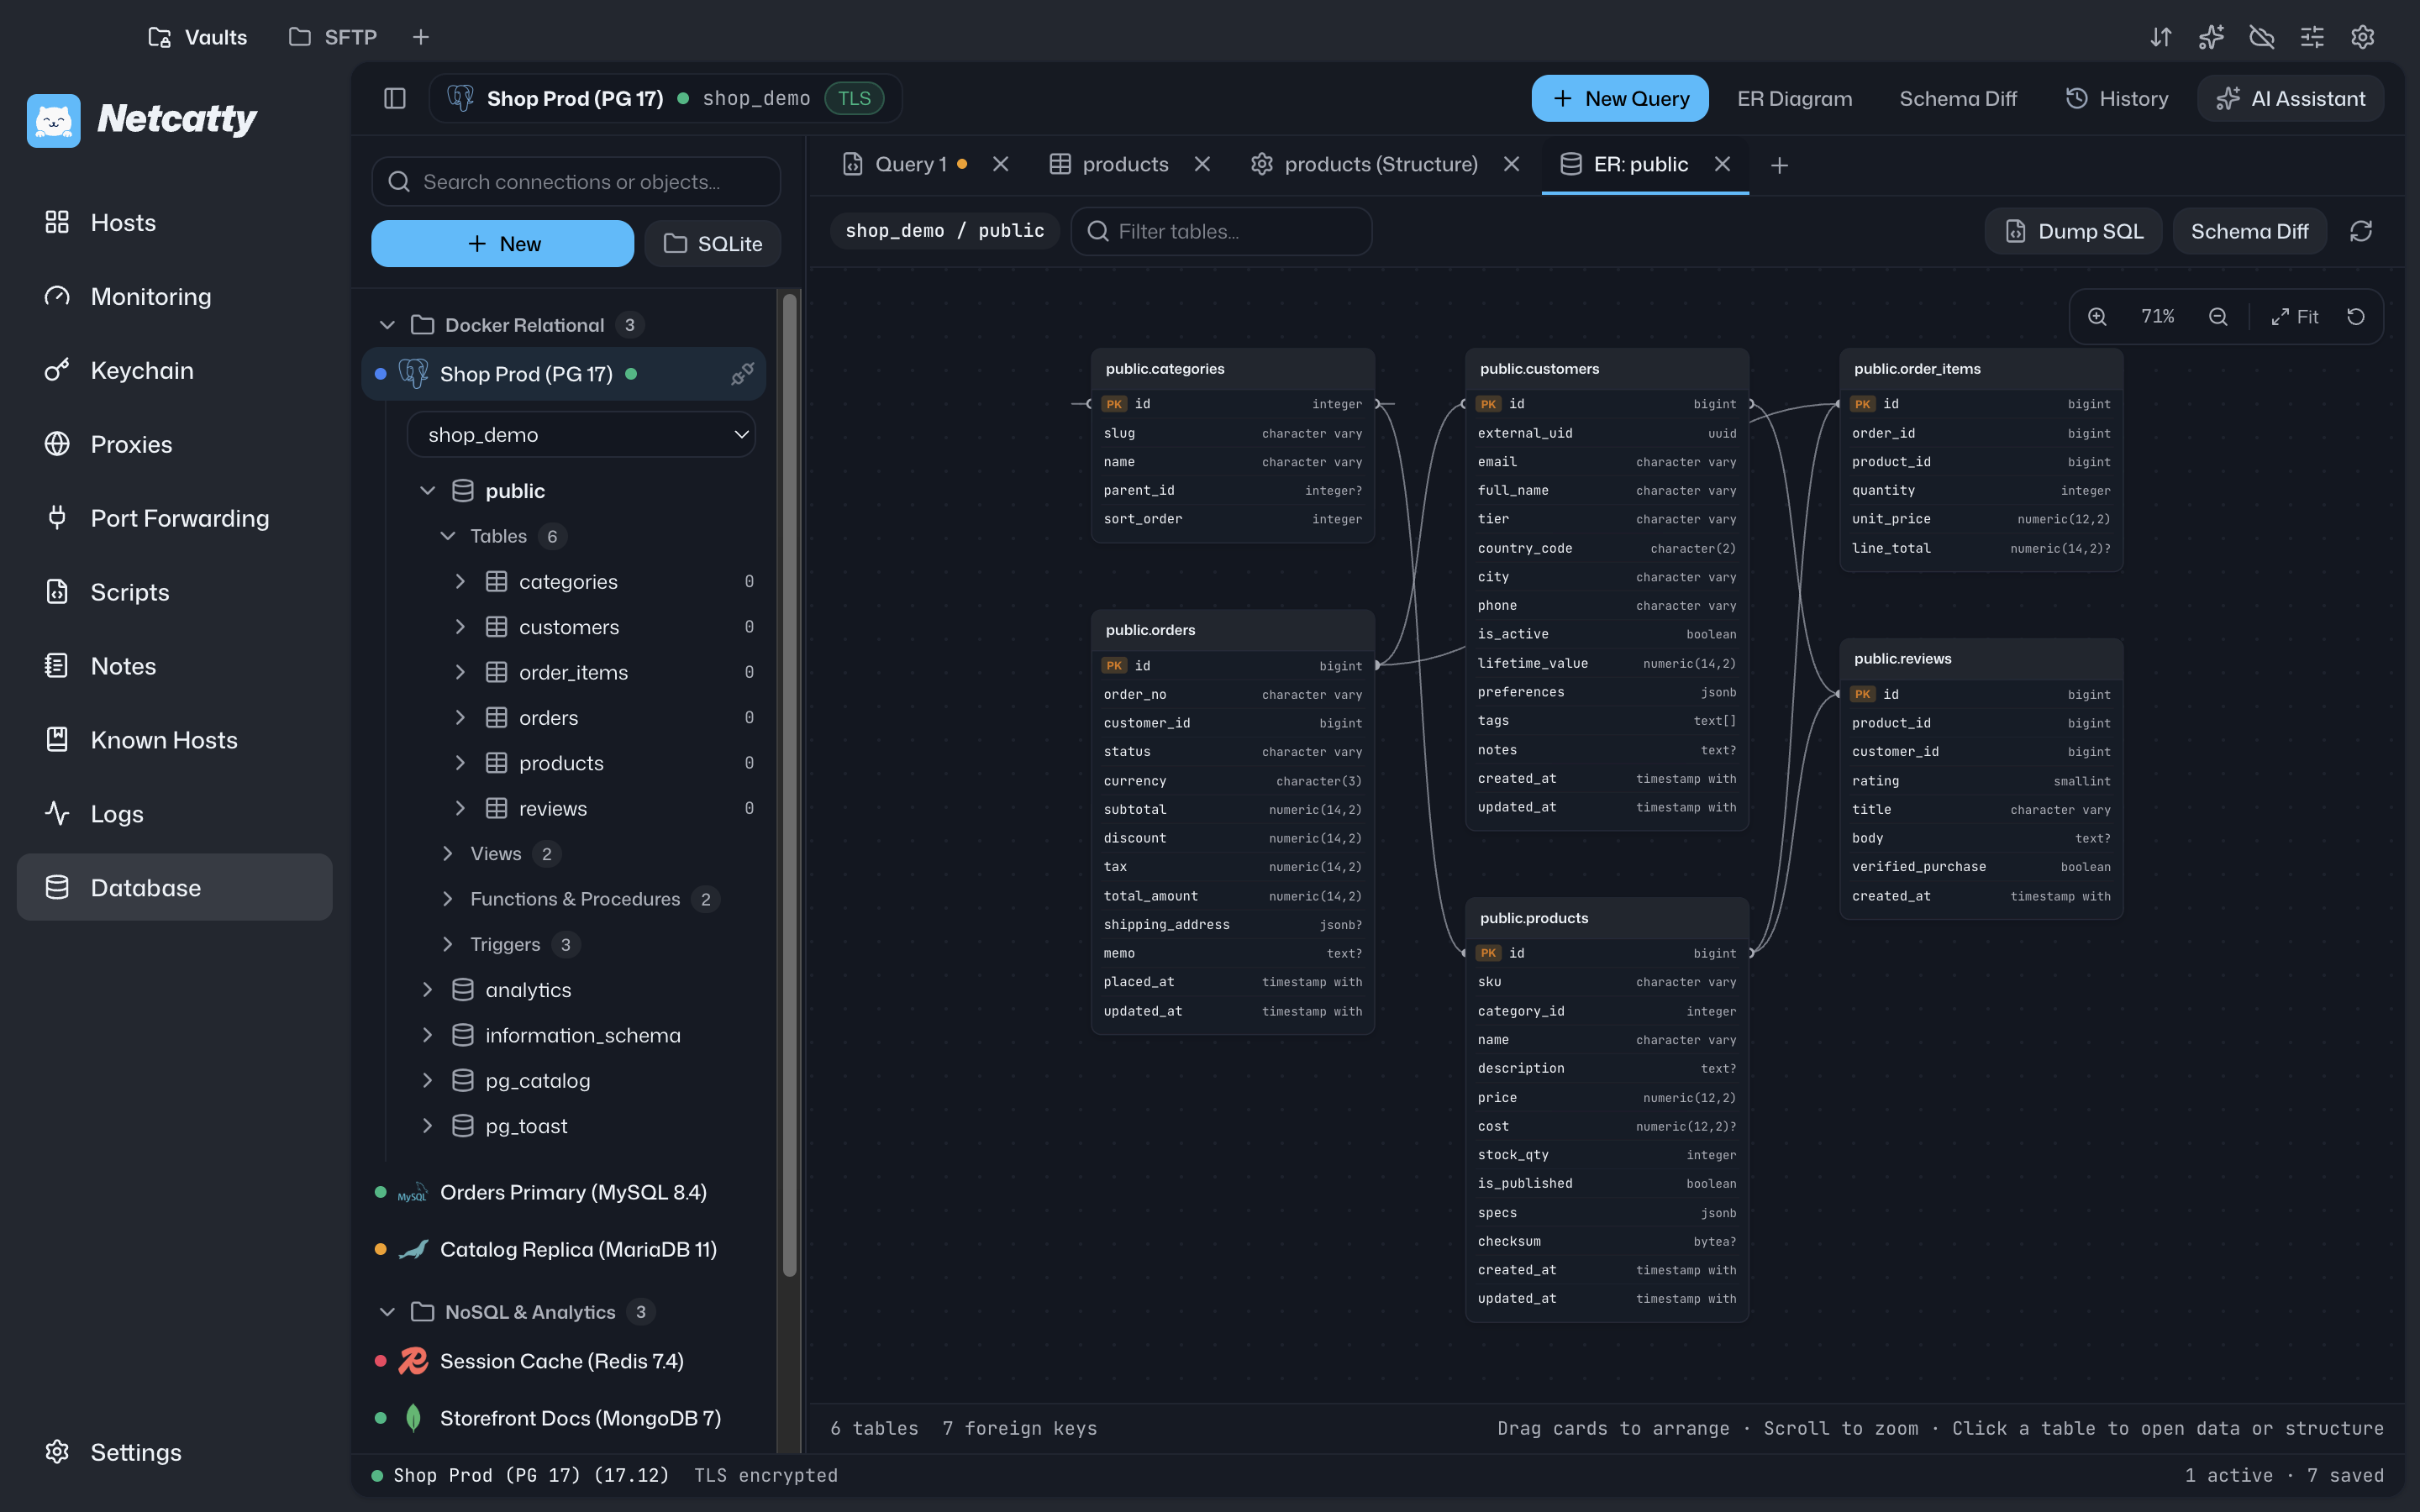 Vaults
SFTP
Netcatty
Hosts
Monitoring
Keychain
Proxies
Port Forwarding
Scripts
Notes
Known Hosts
Logs
Database
Settings
Shop Prod (PG 17) shop_demo TLS
New Query
ER Diagram
Schema Diff
History
AI Assistant
Search connections or objects...
New
SQLite
Docker Relational 3
Shop Prod (PG 17)
shop_demo
public
Tables 6
categories 0
customers 0
order_items 0
orders 0
products 0
reviews 0
Views 2
Functions & Procedures 2
Triggers 3
analytics
information_schema
pg_catalog
pg_toast
MySQL Orders Primary (MySQL 8.4)
Catalog Replica (MariaDB 11)
NoSQL & Analytics 3
Session Cache (Redis 7.4)
Storefront Docs (MongoDB 7)
Query 1
products
products (Structure)
ER: public
shop_demo / public
Filter tables...
Dump SQL
Schema Diff
71%
Fit
public.categories
PK id integer
slug character vary
name character vary
parent_id integer?
sort_order integer
public.orders
PK id bigint
order_no character vary
customer_id bigint
status character vary
currency character(3)
subtotal numeric(14,2)
discount numeric(14,2)
tax numeric(14,2)
total_amount numeric(14,2)
shipping_address jsonb?
memo text?
placed_at timestamp with
updated_at timestamp with
public.customers
PK id bigint
external_uid uuid
email character vary
full_name character vary
tier character vary
country_code character(2)
city character vary
phone character vary
is_active boolean
lifetime_value numeric(14,2)
preferences jsonb
tags text[]
notes text?
created_at timestamp with
updated_at timestamp with
public.products
PK id bigint
sku character vary
category_id integer
name character vary
description text?
price numeric(12,2)
cost numeric(12,2)?
stock_qty integer
is_published boolean
specs jsonb
checksum bytea?
created_at timestamp with
updated_at timestamp with
public.order_items
PK id bigint
order_id bigint
product_id bigint
quantity integer
unit_price numeric(12,2)
line_total numeric(14,2)?
public.reviews
PK id bigint
product_id bigint
customer_id bigint
rating smallint
title character vary
body text?
verified_purchase boolean
created_at timestamp with
6 tables 7 foreign keys
Drag cards to arrange · Scroll to zoom · Click a table to open data or structure
Shop Prod (PG 17) (17.12) TLS encrypted
1 active · 7 saved